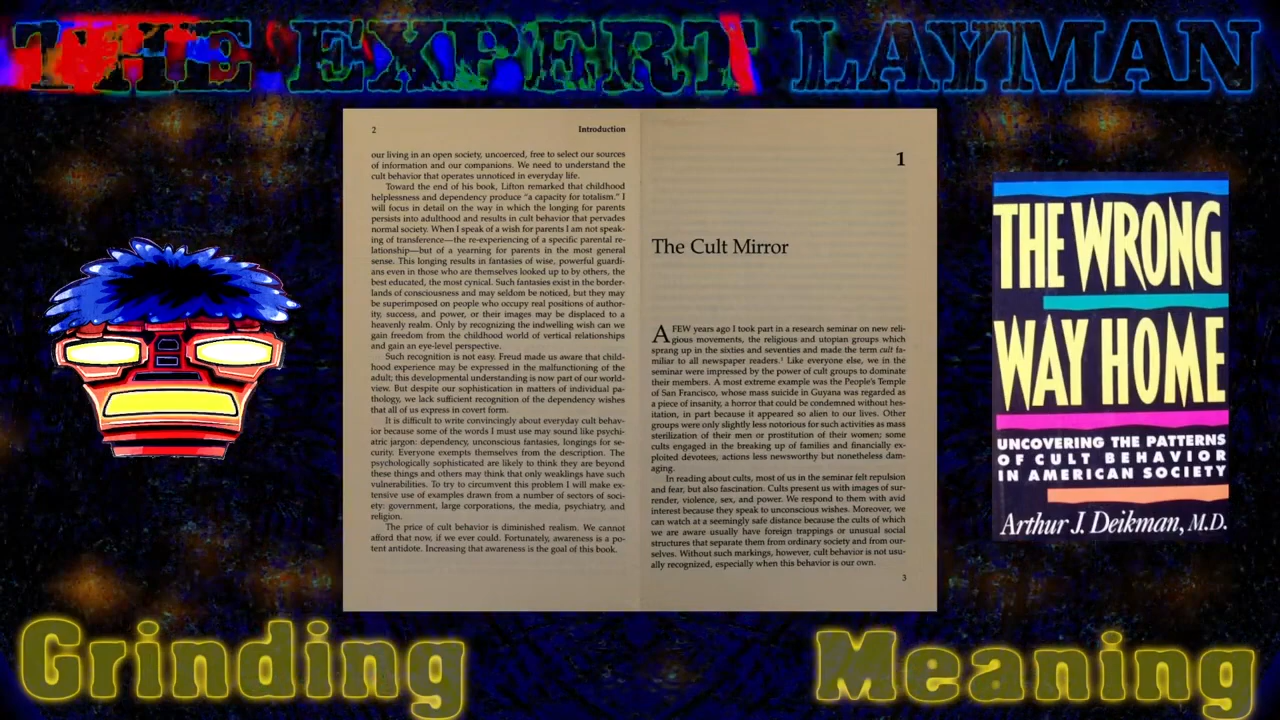 THE EXPERT LAYMAN
2
Introduction
our living in an open society, uncoerced, free to select our sources
of information and our companions. We need to understand the
cult behavior that operates unnoticed in everyday life.
Toward the end of his book, Lifton remarked that childhood
helplessness and dependency produce “a capacity for totalism.” I
will focus in detail on the way in which the longing for parents
persists into adulthood and results in cult behavior that pervades
normal society. When I speak of a wish for parents I am not speak-
ing of transference—the re-experiencing of a specific parental re-
lationship—but of a yearning for parents in the most general
sense. This longing results in fantasies of wise, powerful guardi-
ans even in those who are themselves looked up to by others, the
best educated, the most cynical. Such fantasies exist in the border-
lands of consciousness and may seldom be noticed, but they may
be superimposed on people who occupy real positions of author-
ity, success, and power, or their images may be displaced to a
heavenly realm. Only by recognizing the indwelling wish can we
gain freedom from the childhood world of vertical relationships
and gain an eye-level perspective.
Such recognition is not easy. Freud made us aware that child-
hood experience may be expressed in the malfunctioning of the
adult; this developmental understanding is now part of our world-
view. But despite our sophistication in matters of individual pa-
thology, we lack sufficient recognition of the dependency wishes
that all of us express in covert form.
It is difficult to write convincingly about everyday cult behav-
ior because some of the words I must use may sound like psychi-
atric jargon: dependency, unconscious fantasies, longings for se-
curity. Everyone exempts themselves from the description. The
psychologically sophisticated are likely to think they are beyond
these things and others may think that only weaklings have such
vulnerabilities. To try to circumvent this problem I will make ex-
tensive use of examples drawn from a number of sectors of soci-
ety: government, large corporations, the media, psychiatry, and
religion.
The price of cult behavior is diminished realism. We cannot
afford that now, if we ever could. Fortunately, awareness is a po-
tent antidote. Increasing that awareness is the goal of this book.
1
The Cult Mirror
A FEW years ago I took part in a research seminar on new reli-
gious movements, the religious and utopian groups which
sprang up in the sixties and seventies and made the term cult fa-
miliar to all newspaper readers.¹ Like everyone else, we in the
seminar were impressed by the power of cult groups to dominate
their members. A most extreme example was the People's Temple
of San Francisco, whose mass suicide in Guyana was regarded as
a piece of insanity, a horror that could be condemned without hes-
itation, in part because it appeared so alien to our lives. Other
groups were only slightly less notorious for such activities as mass
sterilization of their men or prostitution of their women; some
cults engaged in the breaking up of families and financially ex-
ploited devotees, actions less newsworthy but nonetheless dam-
aging.
In reading about cults, most of us in the seminar felt repulsion
and fear, but also fascination. Cults present us with images of sur-
render, violence, sex, and power. We respond to them with avid
interest because they speak to unconscious wishes. Moreover, we
can watch at a seemingly safe distance because the cults of which
we are aware usually have foreign trappings or unusual social
structures that separate them from ordinary society and from our-
selves. Without such markings, however, cult behavior is not usu-
ally recognized, especially when this behavior is our own.
3
THE WRONG
WAY HOME
UNCOVERING THE PATTERNS
OF CULT BEHAVIOR
IN AMERICAN SOCIETY
Arthur J. Deikman, M.D.
Grinding
Meaning